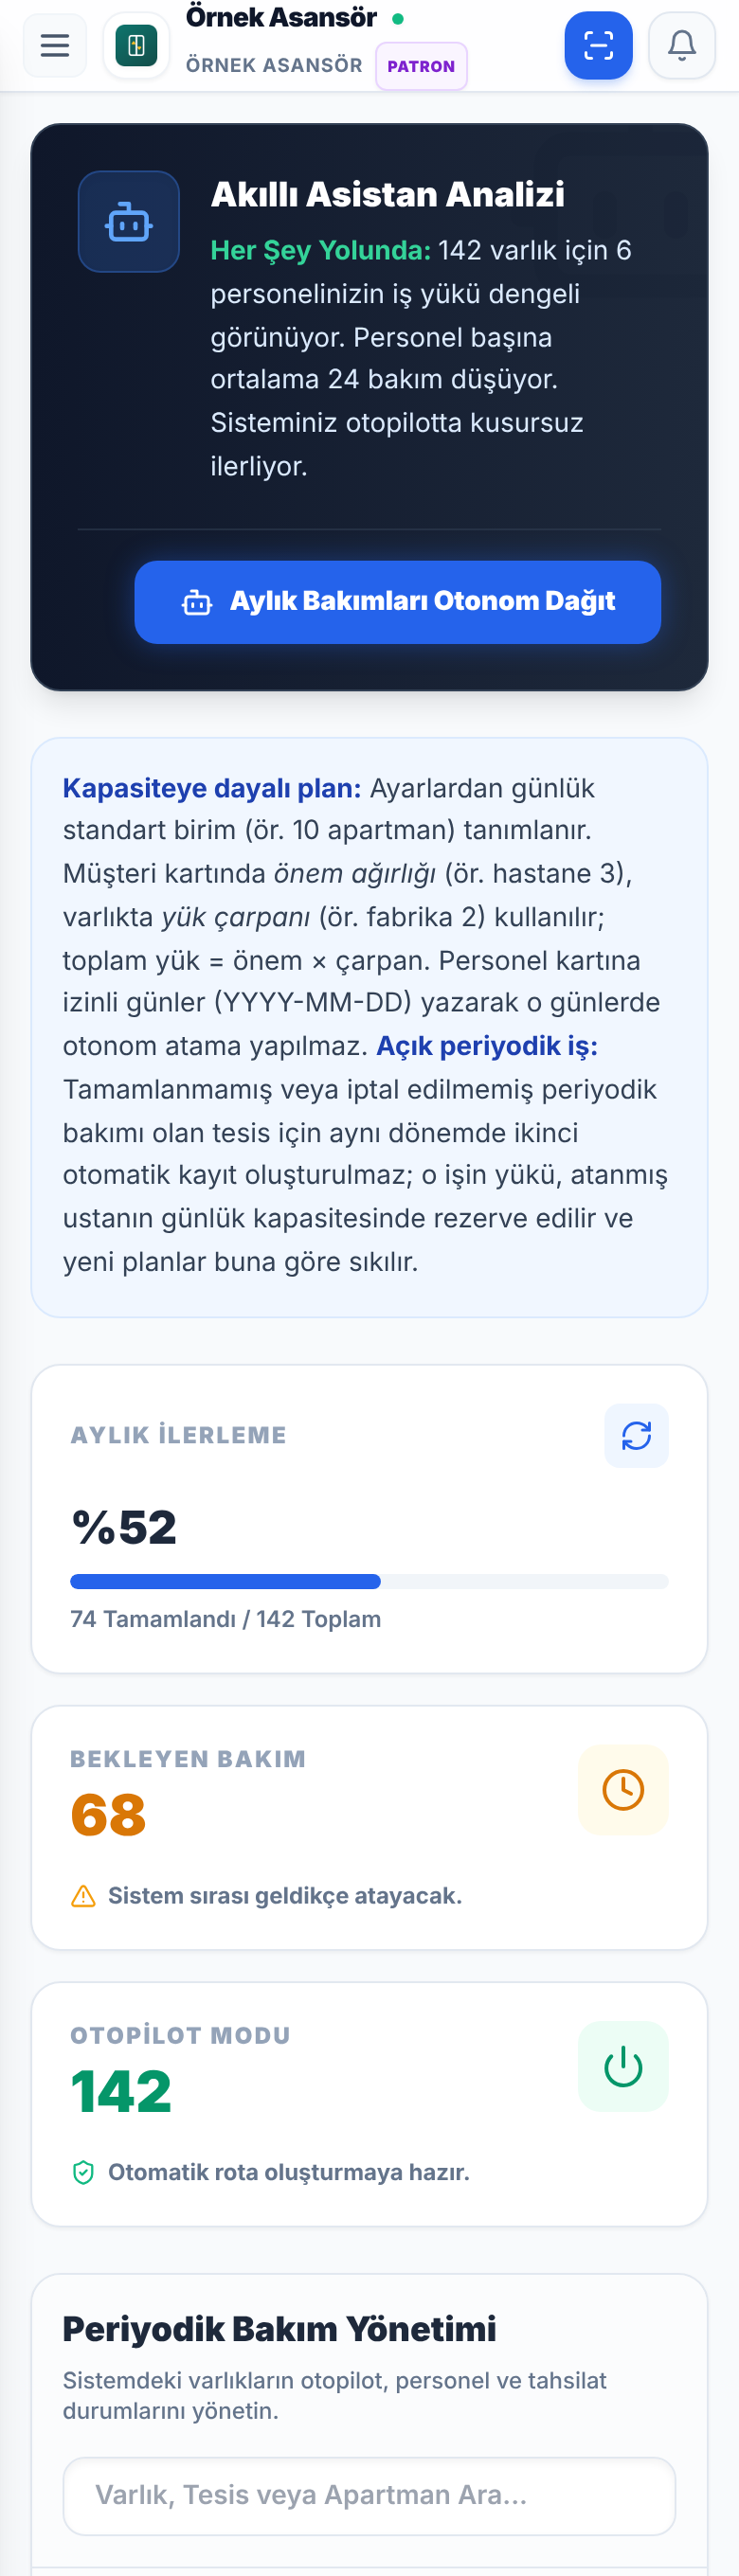 Örnek Asansör
ÖRNEK ASANSÖR
PATRON
Akıllı Asistan Analizi
Her Şey Yolunda: 142 varlık için 6
personelinizin iş yükü dengeli
görünüyor. Personel başına
ortalama 24 bakım düşüyor.
Sisteminiz otopilotta kusursuz
ilerliyor.
Aylık Bakımları Otonom Dağıt
Kapasiteye dayalı plan: Ayarlardan günlük
standart birim (ör. 10 apartman) tanımlanır.
Müşteri kartında önem ağırlığı (ör. hastane 3),
varlıkta yük çarpanı (ör. fabrika 2) kullanılır;
toplam yük = önem × çarpan. Personel kartına
izinli günler (YYYY-MM-DD) yazarak o günlerde
otonom atama yapılmaz. Açık periyodik iş:
Tamamlanmamış veya iptal edilmemiş periyodik
bakımı olan tesis için aynı dönemde ikinci
otomatik kayıt oluşturulmaz; o işin yükü, atanmış
ustanın günlük kapasitesinde rezerve edilir ve
yeni planlar buna göre sıkılır.
AYLIK İLERLEME
%52
74 Tamamlandı / 142 Toplam
BEKLEYEN BAKIM
68
Sistem sırası geldikçe atayacak.
OTOPİLOT MODU
142
Otomatik rota oluşturmaya hazır.
Periyodik Bakım Yönetimi
Sistemdeki varlıkların otopilot, personel ve tahsilat
durumlarını yönetin.
Varlık, Tesis veya Apartman Ara...